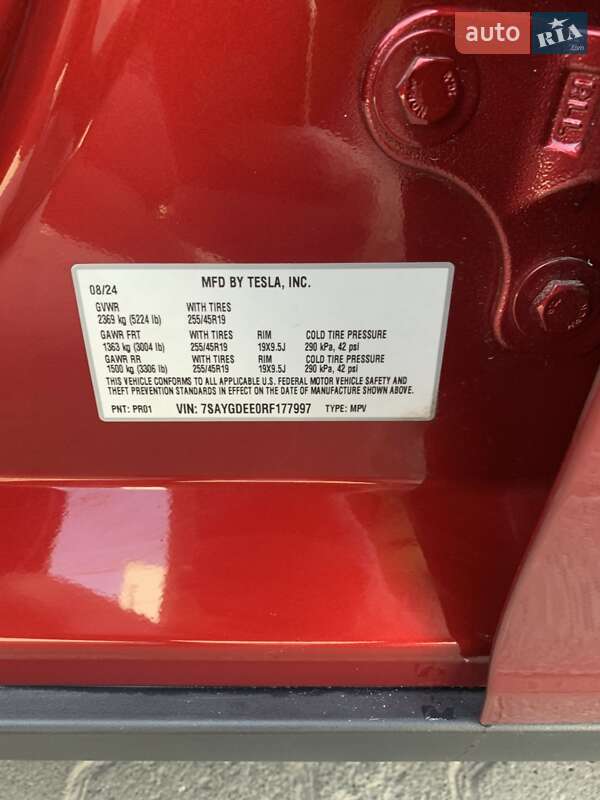 auto RIA.com
08/24 MFD BY TESLA, INC.
GVWR WITH TIRES
2369 kg (5224 lb) 255/45R19
GAWR FRT WITH TIRES RIM COLD TIRE PRESSURE
1363 kg (3004 lb) 255/45R19 19X9.5J 290 kPa, 42 psi
GAWR RR WITH TIRES RIM COLD TIRE PRESSURE
1500 kg (3306 lb) 255/45R19 19X9.5J 290 kPa, 42 psi
THIS VEHICLE CONFORMS TO ALL APPLICABLE U.S. FEDERAL MOTOR VEHICLE SAFETY AND
THEFT PREVENTION STANDARDS IN EFFECT ON THE DATE OF MANUFACTURE SHOWN ABOVE.
PNT: PR01 VIN: 7SAYGDEE0RF177997 TYPE: MPV